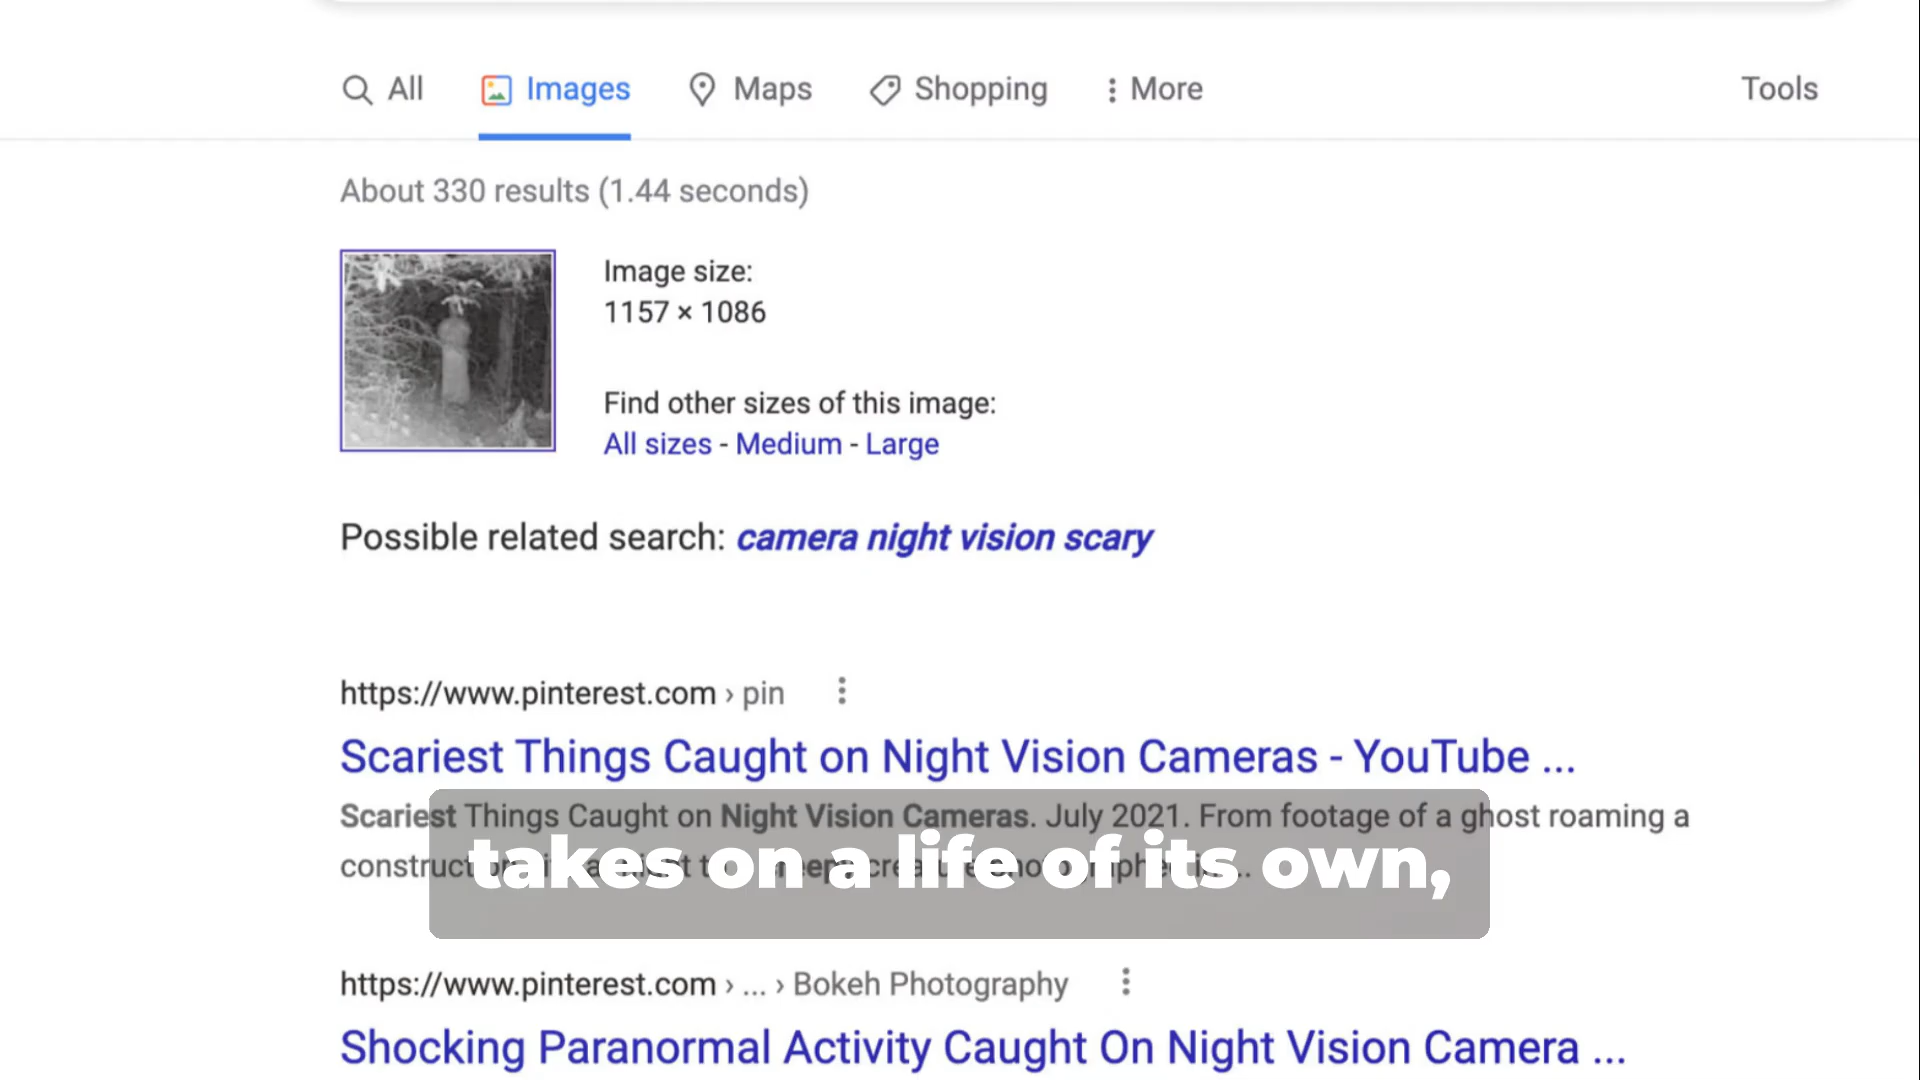 All Images Maps Shopping More Tools
About 330 results (1.44 seconds)
Image size:
1157 × 1086
Find other sizes of this image:
All sizes - Medium - Large
Possible related search: camera night vision scary
https://www.pinterest.com › pin
Scariest Things Caught on Night Vision Cameras - YouTube ...
Scariest Things Caught on Night Vision Cameras. July 2021. From footage of a ghost roaming a
takes on a life of its own,
https://www.pinterest.com › ... › Bokeh Photography
Shocking Paranormal Activity Caught On Night Vision Camera ...